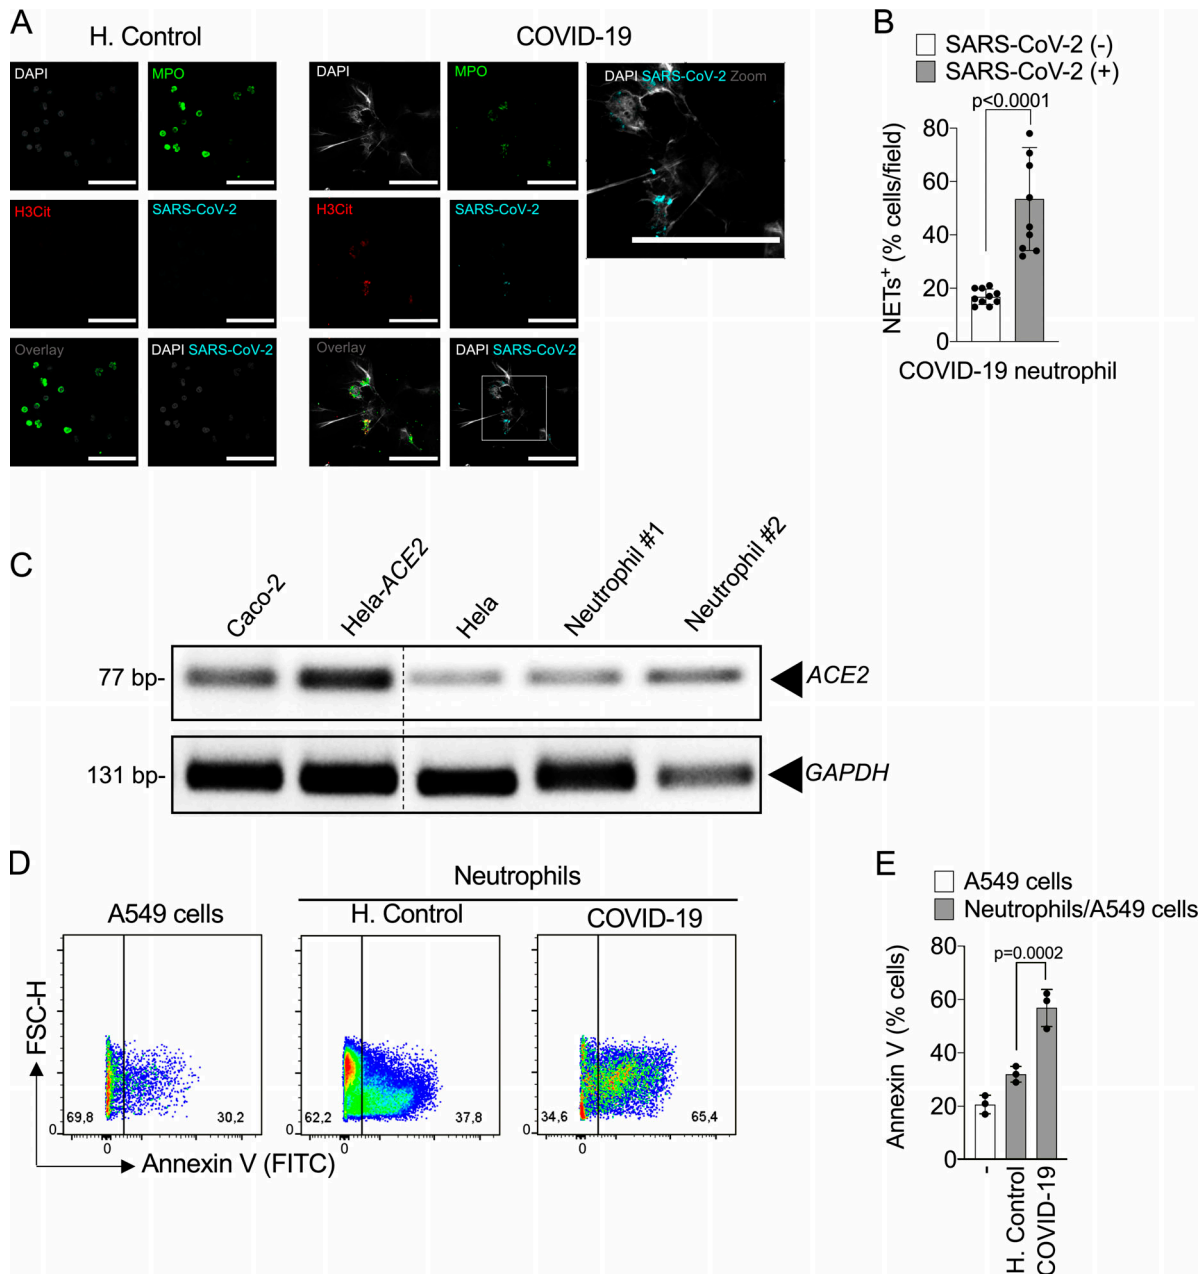 A
H. Control
COVID-19
DAPI
MPO
H3Cit
SARS-CoV-2
Overlay
DAPI SARS-CoV-2
DAPI
MPO
H3Cit
SARS-CoV-2
Overlay
DAPI SARS-CoV-2
DAPI SARS-CoV-2 Zoom
B
SARS-CoV-2 (-)
SARS-CoV-2 (+)
p<0.0001
NETs+ (% cells/field)
80
60
40
20
0
COVID-19 neutrophil
C
Caco-2
Hela-ACE2
Hela
Neutrophil #1
Neutrophil #2
77 bp-
ACE2
131 bp-
GAPDH
D
Neutrophils
A549 cells
H. Control
COVID-19
FSC-H
69,8
30,2
0
0
62,2
37,8
0
0
34,6
65,4
0
0
Annexin V (FITC)
E
A549 cells
Neutrophils/A549 cells
p=0.0002
Annexin V (% cells)
80
60
40
20
0
-
H. Control
COVID-19